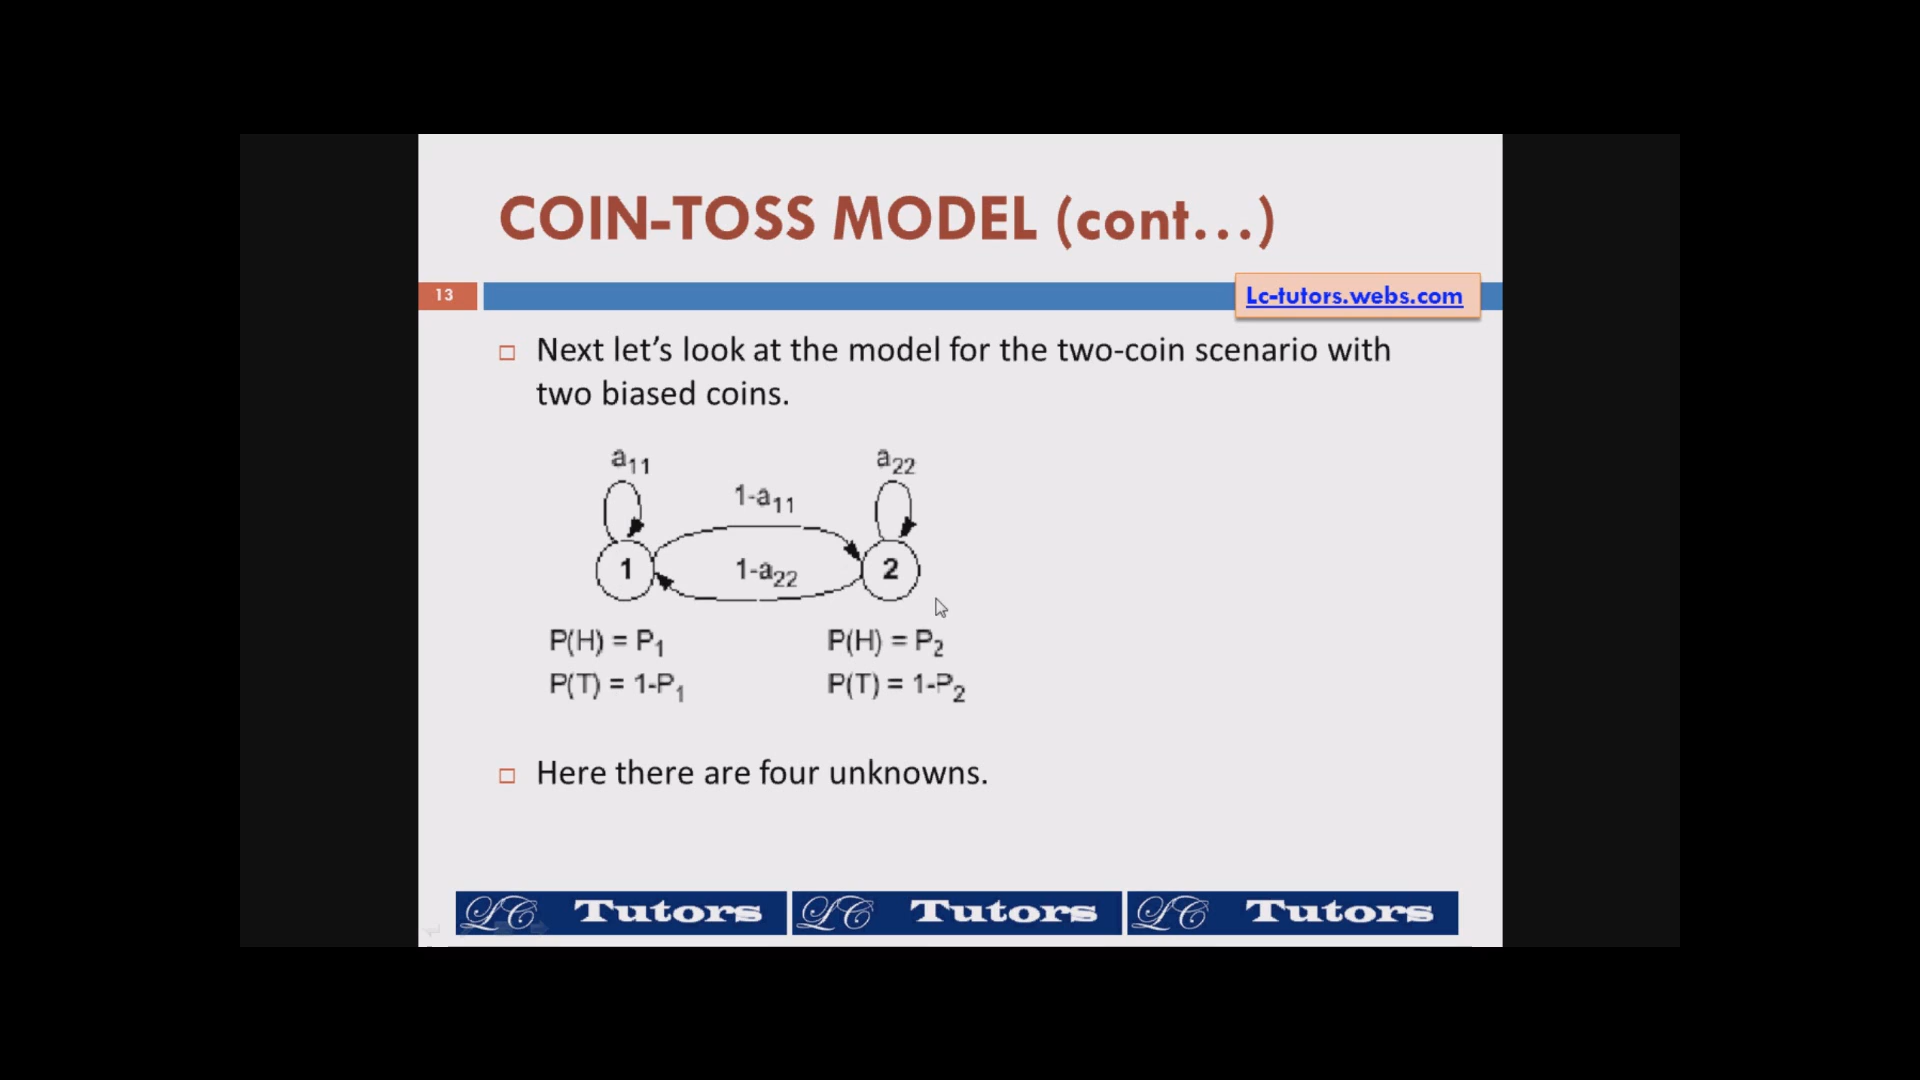 COIN-TOSS MODEL (cont...)
13
Lc-tutors.webs.com
Next let's look at the model for the two-coin scenario with
two biased coins.
a11
a22
1-a11
1
1-a22
2
P(H) = P1
P(H) = P2
P(T) = 1-P1
P(T) = 1-P2
Here there are four unknowns.
LC Tutors
LC Tutors
LC Tutors